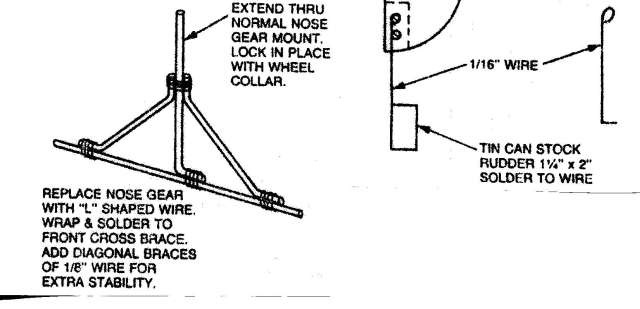 EXTEND THRU
NORMAL NOSE
GEAR MOUNT.
LOCK IN PLACE
WITH WHEEL
COLLAR.
REPLACE NOSE GEAR
WITH "L" SHAPED WIRE.
WRAP & SOLDER TO
FRONT CROSS BRACE.
ADD DIAGONAL BRACES
OF 1/8" WIRE FOR
EXTRA STABILITY.
1/16" WIRE
TIN CAN STOCK
RUDDER 1¼" x 2"
SOLDER TO WIRE